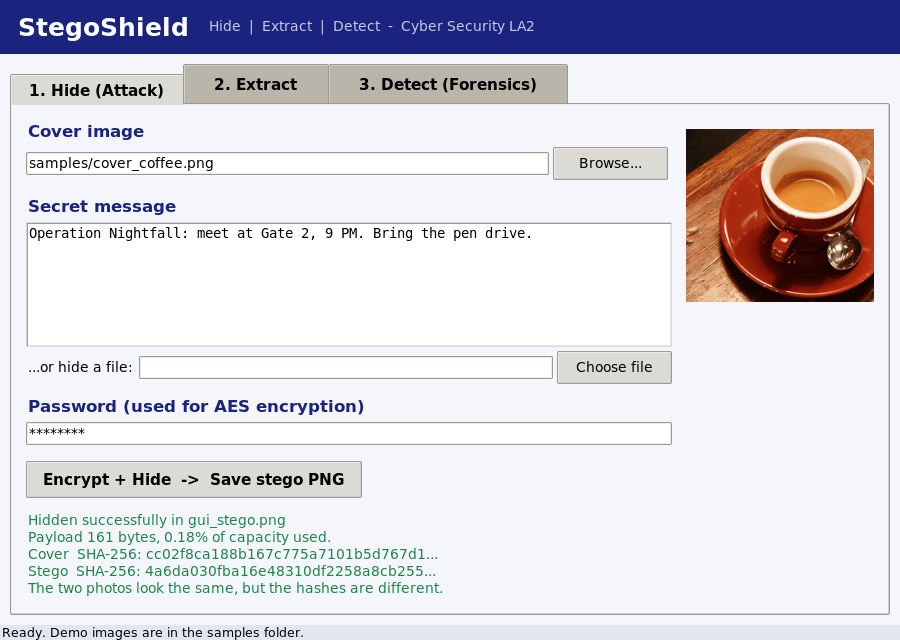 StegoShield Hide | Extract | Detect - Cyber Security LA2
1. Hide (Attack) 2. Extract 3. Detect (Forensics)
Cover image
samples/cover_coffee.png Browse...
Secret message
Operation Nightfall: meet at Gate 2, 9 PM. Bring the pen drive.
...or hide a file: Choose file
Password (used for AES encryption)
********
Encrypt + Hide -> Save stego PNG
Hidden successfully in gui_stego.png
Payload 161 bytes, 0.18% of capacity used.
Cover SHA-256: cc02f8ca188b167c775a7101b5d767d1...
Stego SHA-256: 4a6da030fba16e48310df2258a8cb255...
The two photos look the same, but the hashes are different.
Ready. Demo images are in the samples folder.